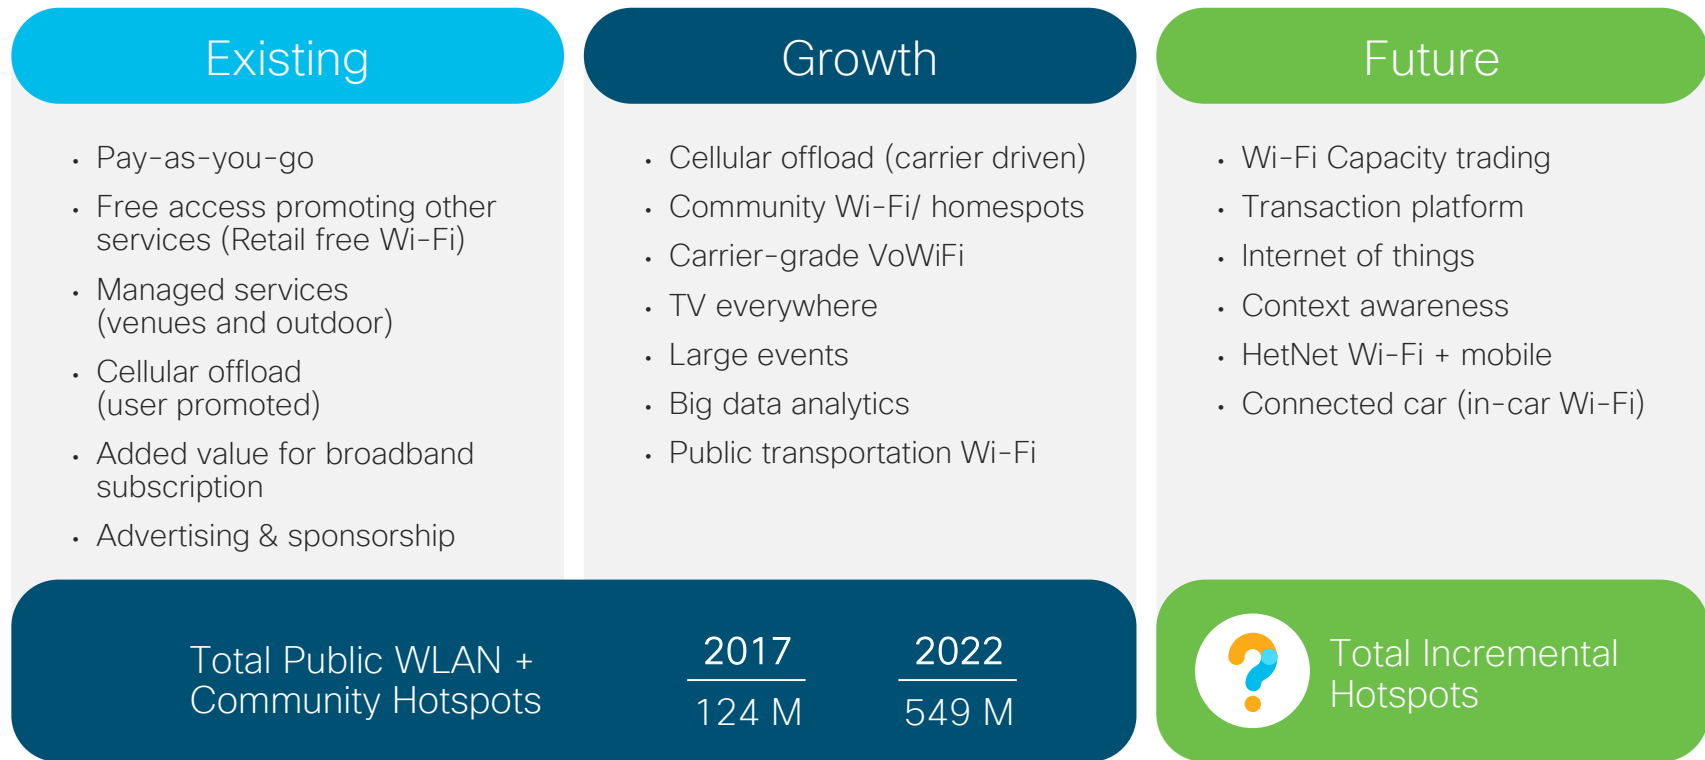 Existing
• Pay-as-you-go
• Free access promoting other
services (Retail free Wi-Fi)
• Managed services
(venues and outdoor)
• Cellular offload
(user promoted)
• Added value for broadband
subscription
• Advertising & sponsorship
Growth
• Cellular offload (carrier driven)
• Community Wi-Fi/ homespots
• Carrier-grade VoWiFi
• TV everywhere
• Large events
• Big data analytics
• Public transportation Wi-Fi
Future
• Wi-Fi Capacity trading
• Transaction platform
• Internet of things
• Context awareness
• HetNet Wi-Fi + mobile
• Connected car (in-car Wi-Fi)
Total Public WLAN +
Community Hotspots
2017
124 M
2022
549 M
?
Total Incremental
Hotspots